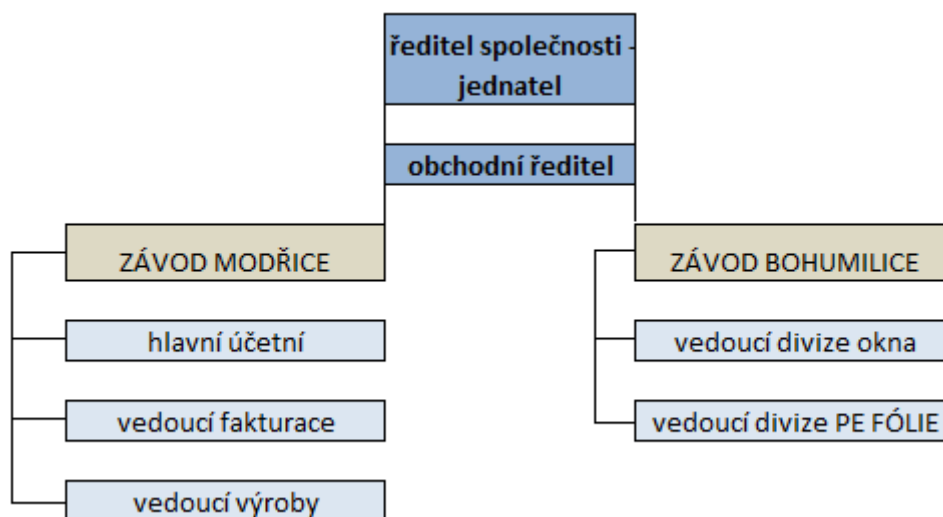 ředitel společnosti -
jednatel
obchodní ředitel
ZÁVOD MODŘICE
hlavní účetní
vedoucí fakturace
vedoucí výroby
ZÁVOD BOHUMILICE
vedoucí divize okna
vedoucí divize PE FÓLIE